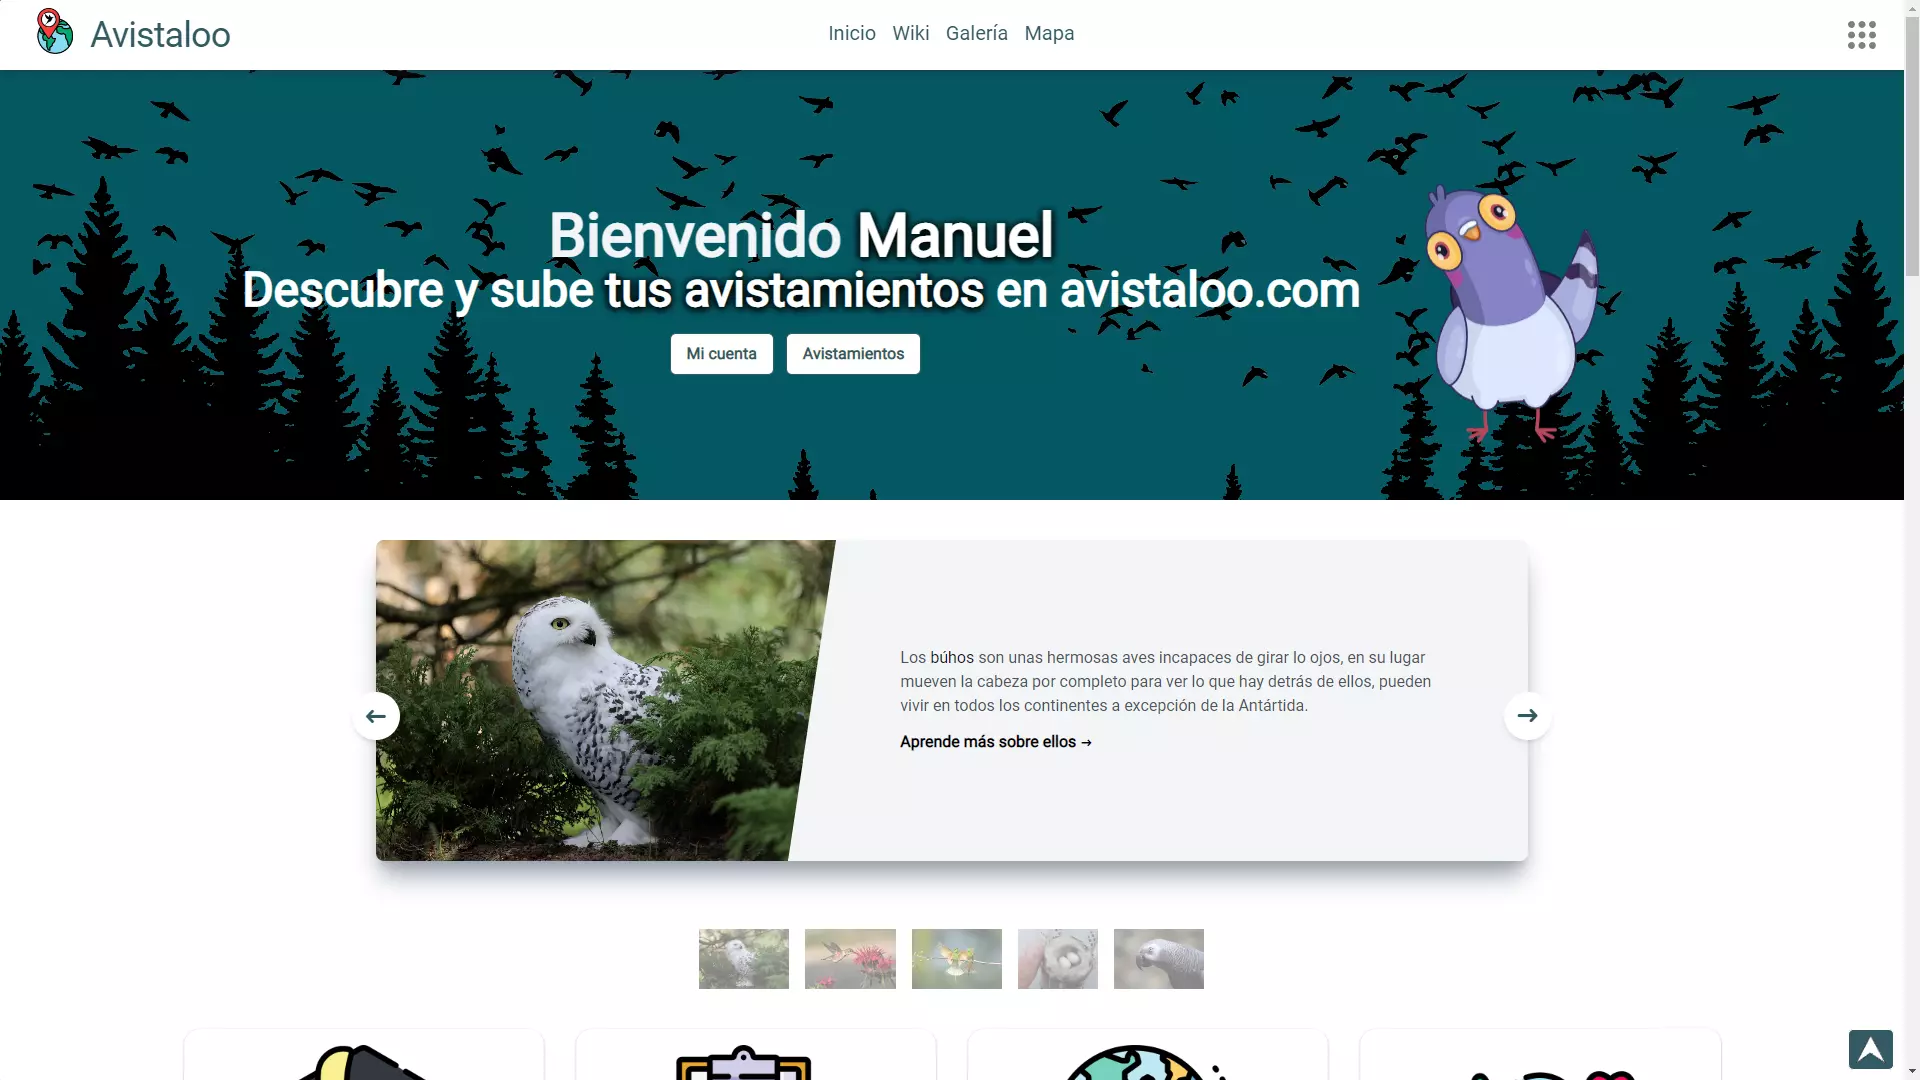 Avistaloo
Inicio Wiki Galería Mapa
Bienvenido Manuel
Descubre y sube tus avistamientos en avistaloo.com
Mi cuenta Avistamientos
Los búhos son unas hermosas aves incapaces de girar lo ojos, en su lugar
mueven la cabeza por completo para ver lo que hay detrás de ellos, pueden
vivir en todos los continentes a excepción de la Antártida.
Aprende más sobre ellos →